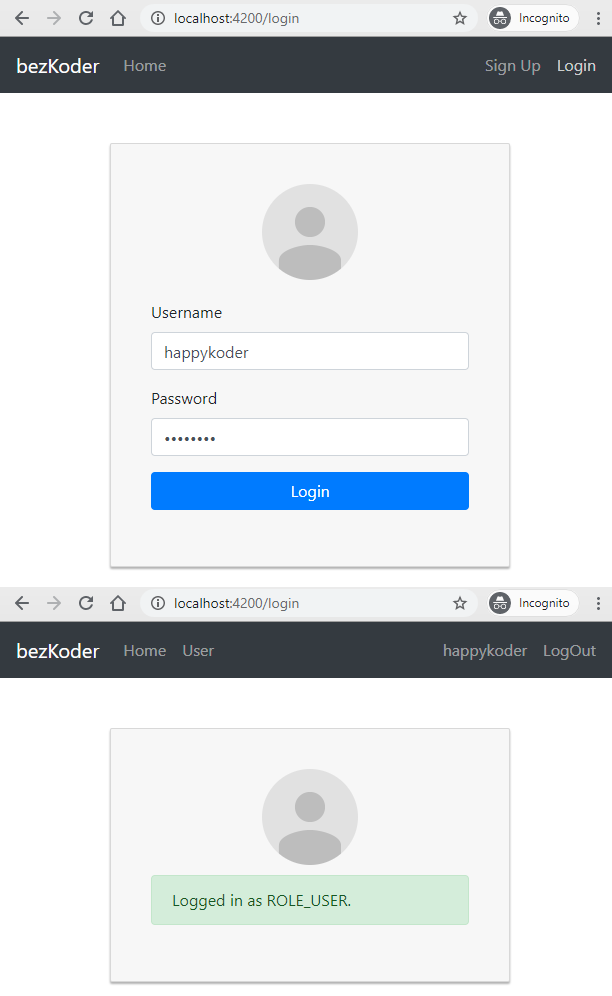 localhost:4200/login Incognito
bezKoder Home Sign Up Login
Username
happykoder
Password
••••••••
Login
localhost:4200/login Incognito
bezKoder Home User happykoder LogOut
Logged in as ROLE_USER.